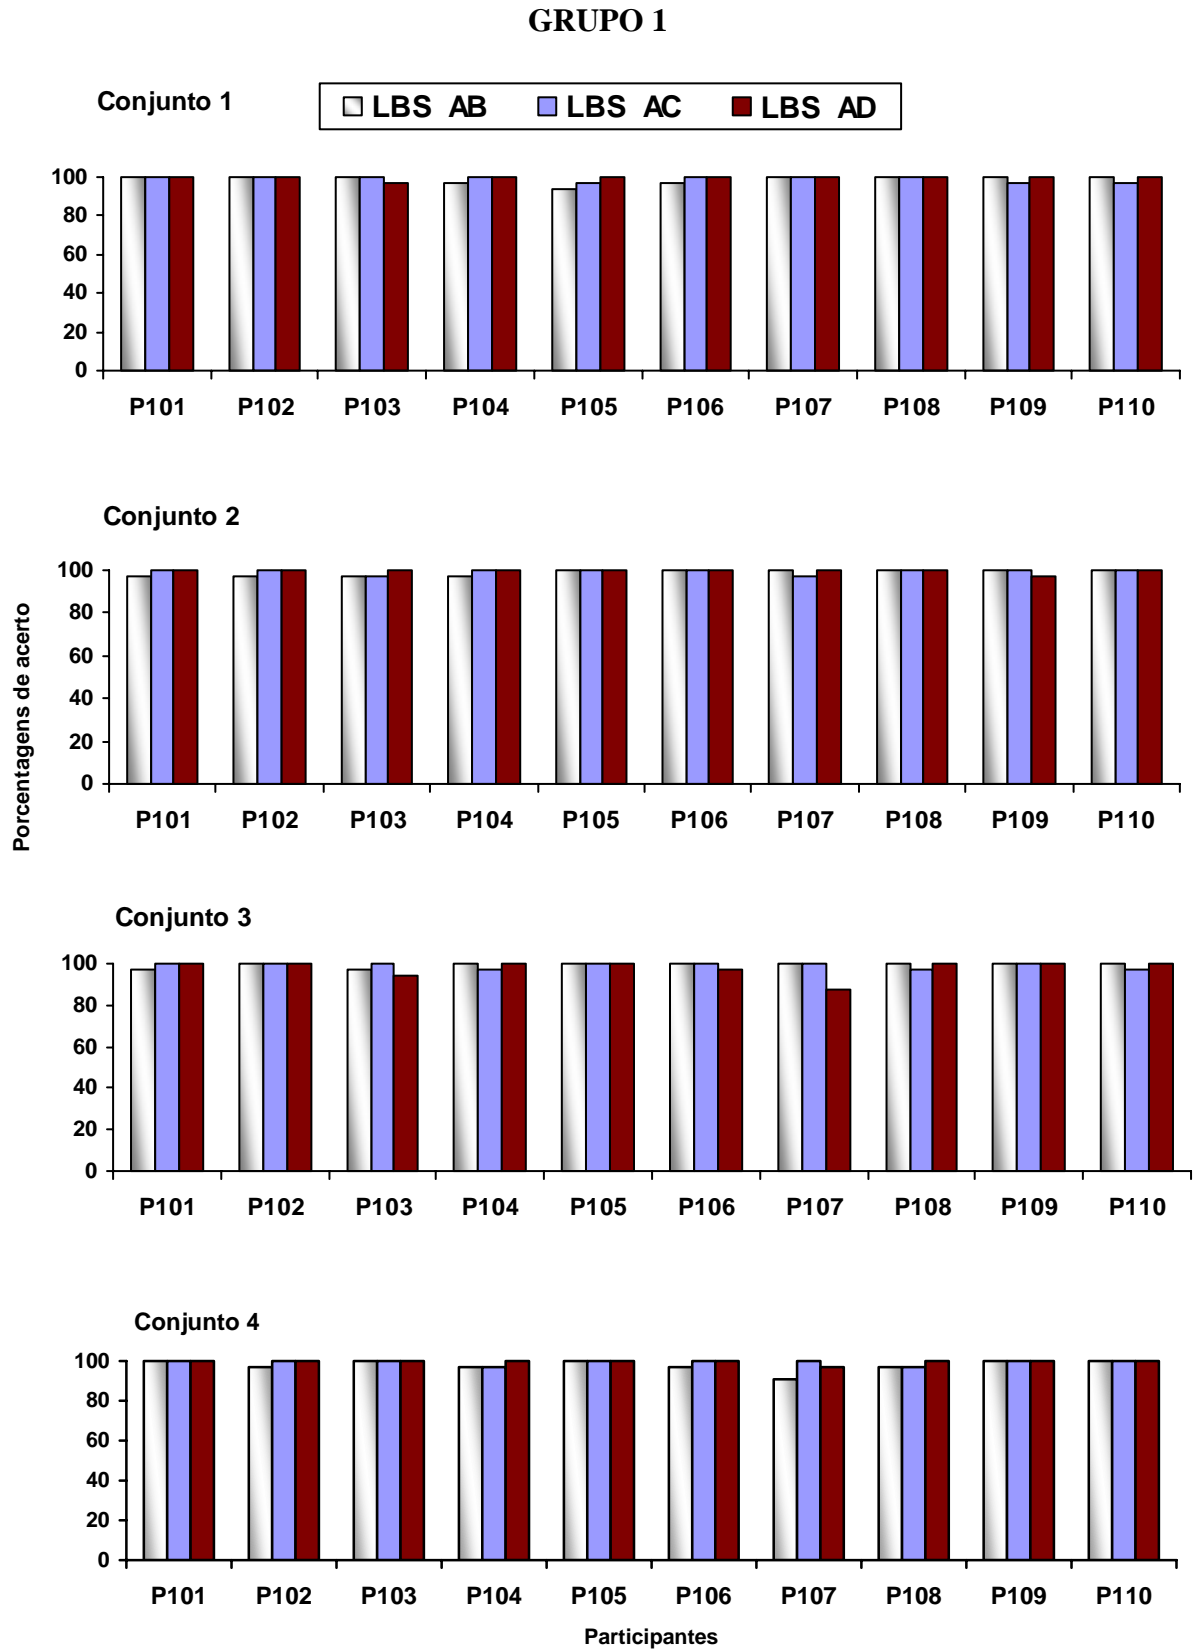 GRUPO 1
Conjunto 1
LBS AB LBS AC LBS AD
100
80
60
40
20
0
P101 P102 P103 P104 P105 P106 P107 P108 P109 P110
Conjunto 2
Porcentagens de acerto
100
80
60
40
20
0
P101 P102 P103 P104 P105 P106 P107 P108 P109 P110
Conjunto 3
100
80
60
40
20
0
P101 P102 P103 P104 P105 P106 P107 P108 P109 P110
Conjunto 4
100
80
60
40
20
0
P101 P102 P103 P104 P105 P106 P107 P108 P109 P110
Participantes